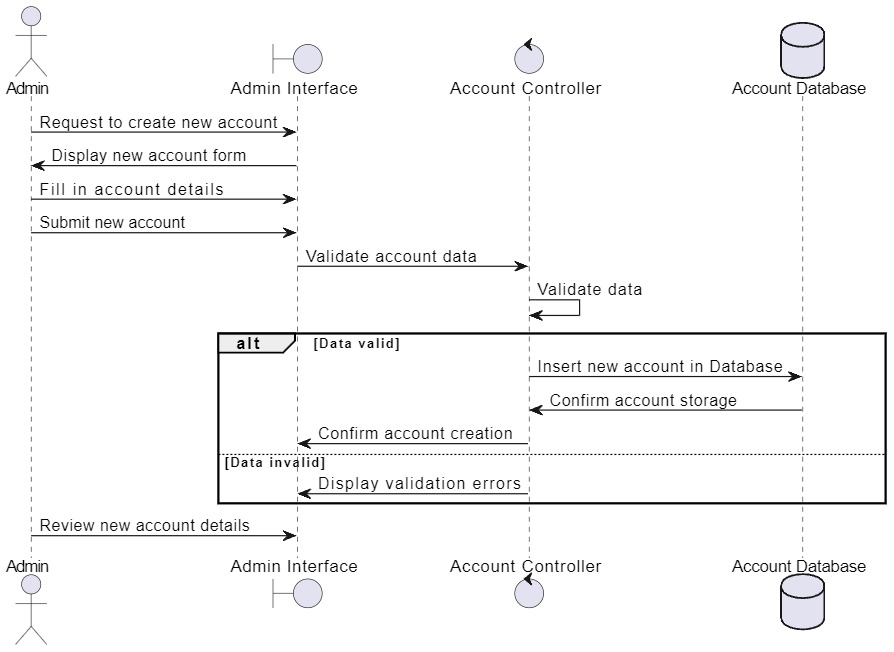 Admin
Admin Interface
Account Controller
Account Database
Request to create new account
Display new account form
Fill in account details
Submit new account
Validate account data
Validate data
alt [Data valid]
Insert new account in Database
Confirm account storage
Confirm account creation
[Data invalid]
Display validation errors
Review new account details
Admin
Admin Interface
Account Controller
Account Database